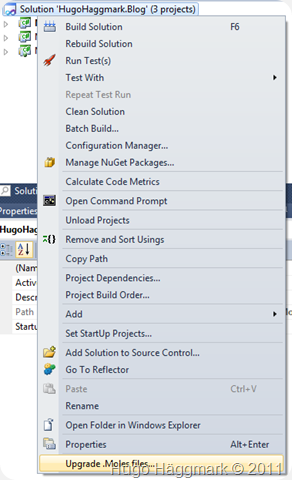 Solution 'HugoHaggmark.Blog' (3 projects)
Build Solution F6
Rebuild Solution
Run Test(s)
Test With
Repeat Test Run
Clean Solution
Batch Build...
Configuration Manager...
Manage NuGet Packages...
Calculate Code Metrics
Open Command Prompt
Unload Projects
Remove and Sort Usings
Copy Path
Project Dependencies...
Project Build Order...
Add
Set StartUp Projects...
Add Solution to Source Control...
Go To Reflector
Paste Ctrl+V
Rename
Open Folder in Windows Explorer
Properties Alt+Enter
Upgrade .Moles files...
Solu
Properties
HugoHag
(Nam
Active
Descr
Path
Startu
Hugo Häggmark © 2011